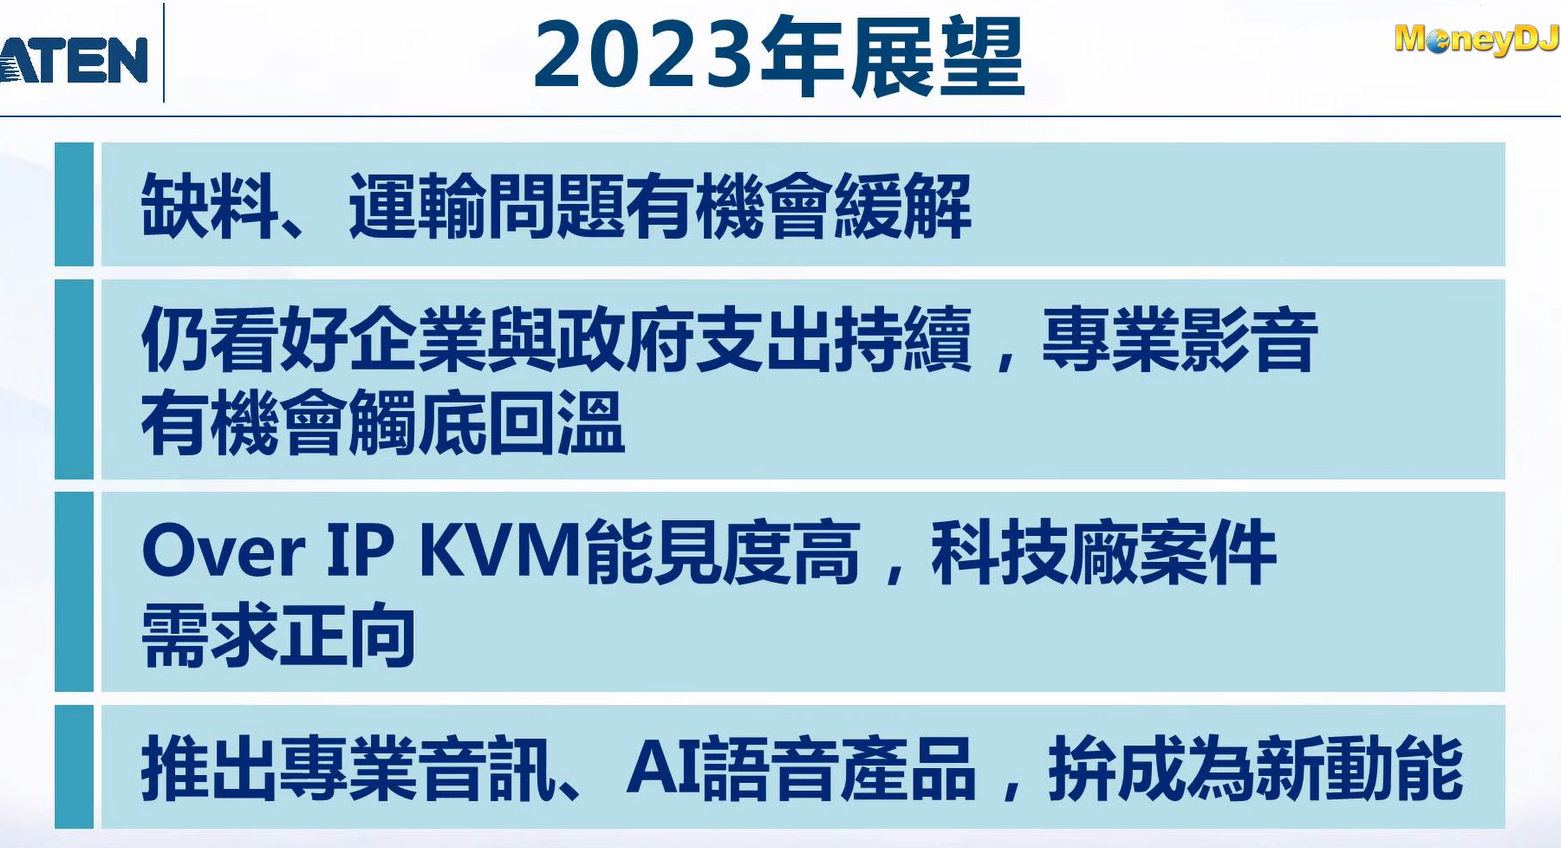 ATEN
2023年展望
MoneyDJ
缺料、運輸問題有機會緩解
仍看好企業與政府支出持續，專業影音
有機會觸底回溫
Over IP KVM能見度高，科技廠案件
需求正向
推出專業音訊、AI語音產品，拚成為新動能